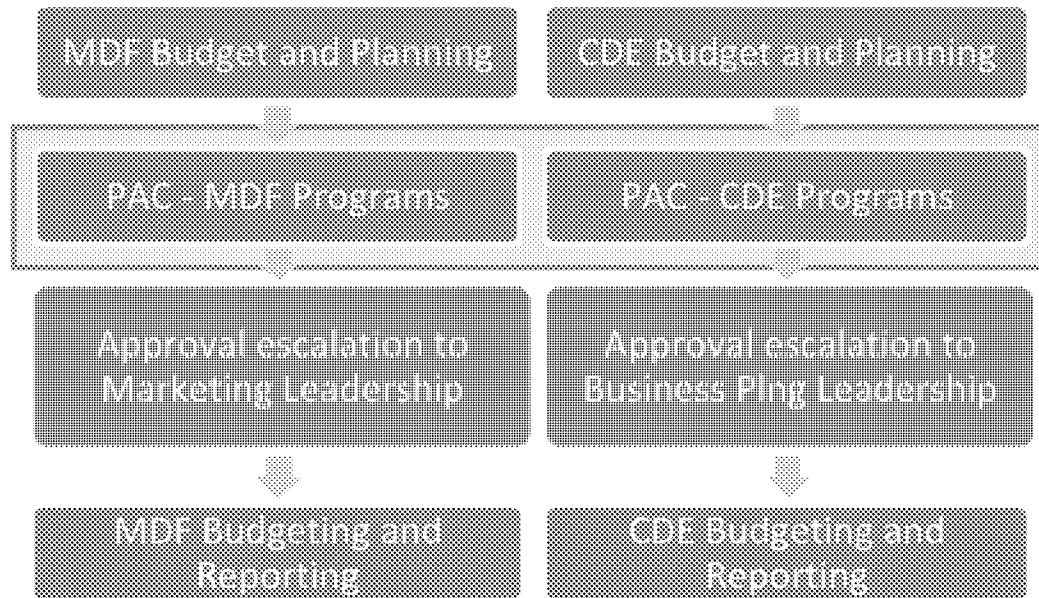 MDF Budget and Planning
CDE Budget and Planning
PAC - MDF Programs
PAC - CDE Programs
Approval escalation to
Marketing Leadership
Approval escalation to
Business Plng Leadership
MDF Budgeting and
Reporting
CDE Budgeting and
Reporting